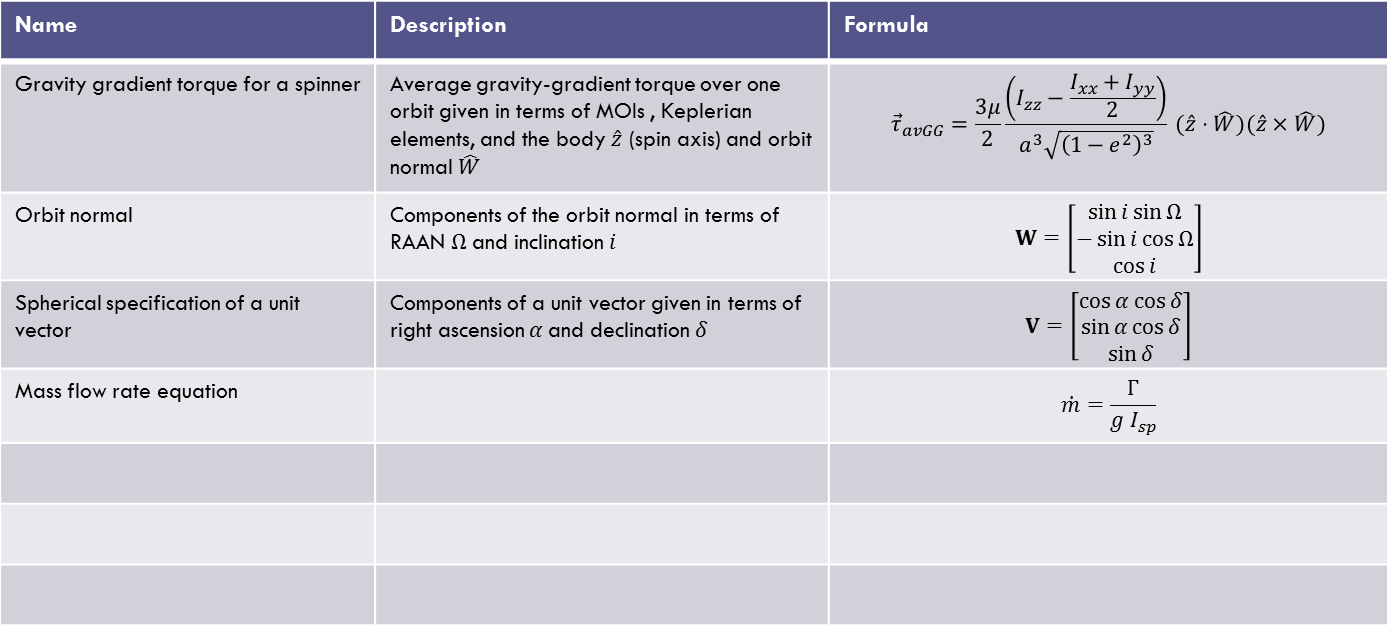 Name Description Formula
Gravity gradient torque for a spinner
Average gravity-gradient torque over one
orbit given in terms of MOIs , Keplerian
elements, and the body ẑ (spin axis) and orbit
normal Ŵ
τ⃗_avGG = 3μ/2 (I_zz − (I_xx + I_yy)/2) / (a³√((1 − e²)³)) (ẑ · Ŵ)(ẑ × Ŵ)
Orbit normal
Components of the orbit normal in terms of
RAAN Ω and inclination i
W = [sin i sin Ω
− sin i cos Ω
cos i]
Spherical specification of a unit
vector
Components of a unit vector given in terms of
right ascension α and declination δ
V = [cos α cos δ
sin α cos δ
sin δ]
Mass flow rate equation
ṁ = Γ / (g I_sp)